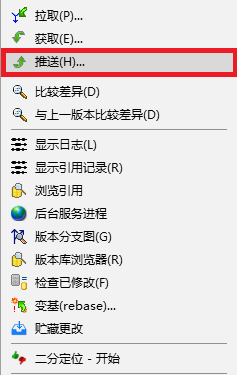 拉取(P)...
获取(E)...
推送(H)...
比较差异(D)
与上一版本比较差异(D)
显示日志(L)
显示引用记录(R)
浏览引用
后台服务进程
版本分支图(G)
版本库浏览器(R)
检查已修改(F)
变基(rebase)...
贮藏更改
二分定位 - 开始